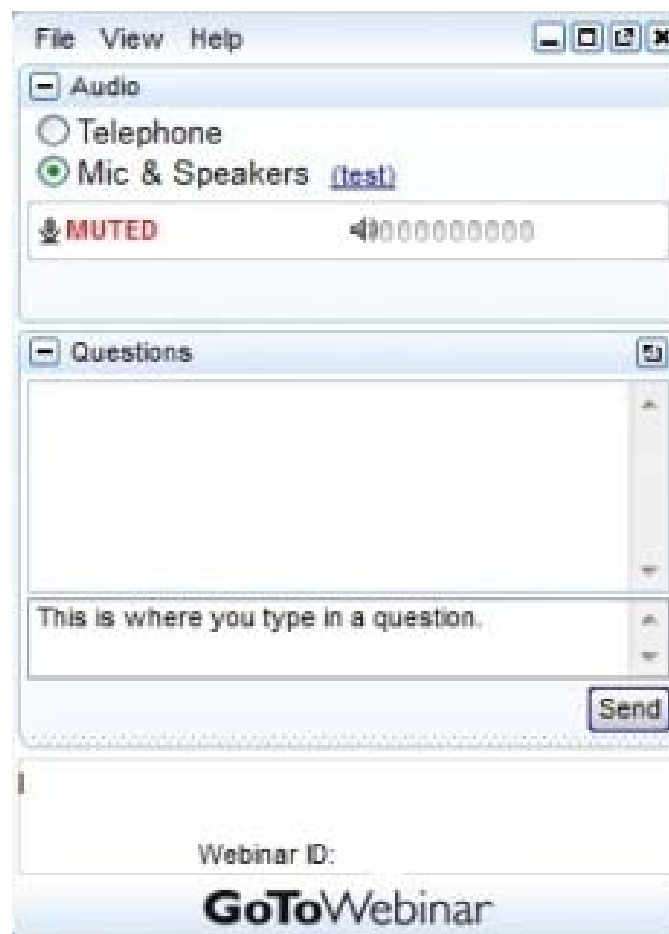 File View Help
Audio
Telephone
Mic & Speakers (test)
MUTED
Questions
This is where you type in a question.
Send
Webinar ID:
GoToWebinar